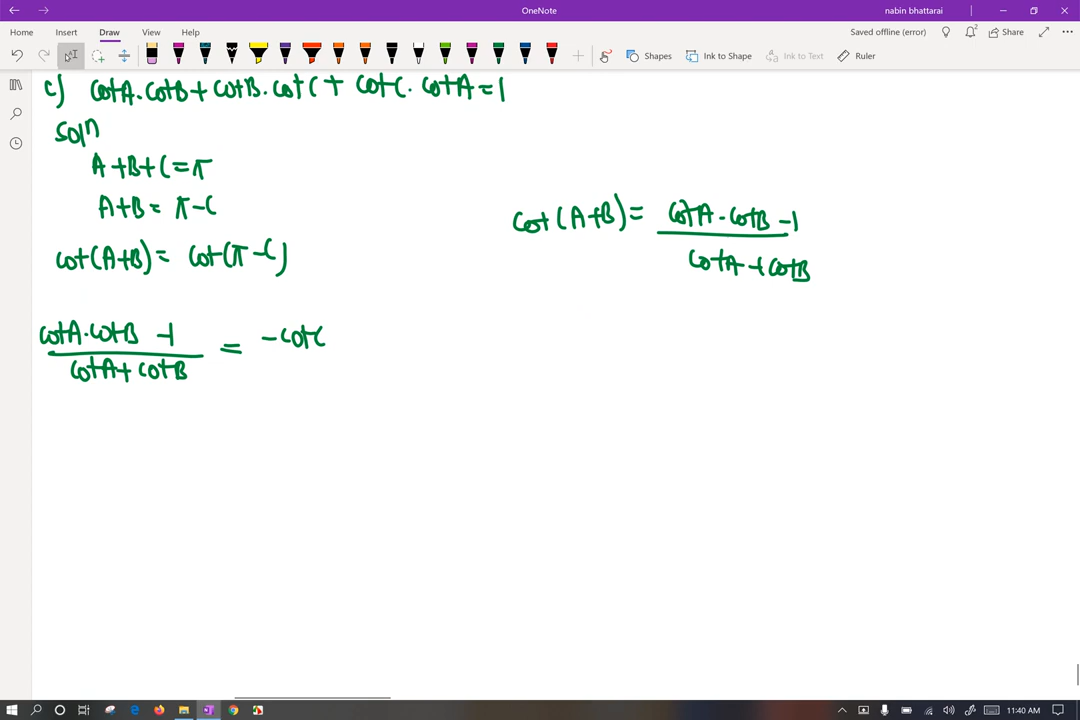 OneNote
nabin bhattarai
Home Insert Draw View Help
Saved offline (error)
Share
Shapes
Ink to Shape
Ink to Text
Ruler
c) cotA.cotB + cotB.cotC + cotC.cotA = 1
Soln
A+B+C = π
A+B = π-C
cot(A+B) = cot(π-C)
cot(A+B) = cotA.cotB -1
cotA + cotB
cotA.cotB -1 = -cotC
cotA + cotB
11:40 AM